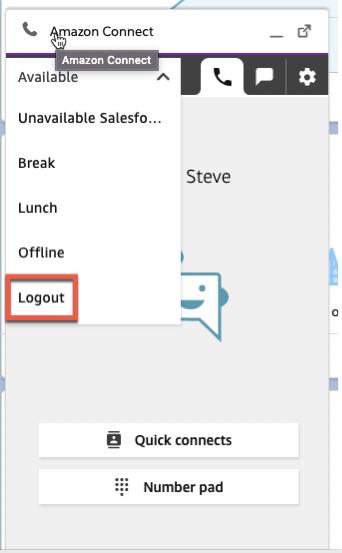 Amazon Connect
Amazon Connect
Available
Unavailable Salesfo...
Break
Steve
Lunch
Offline
Logout
Quick connects
Number pad